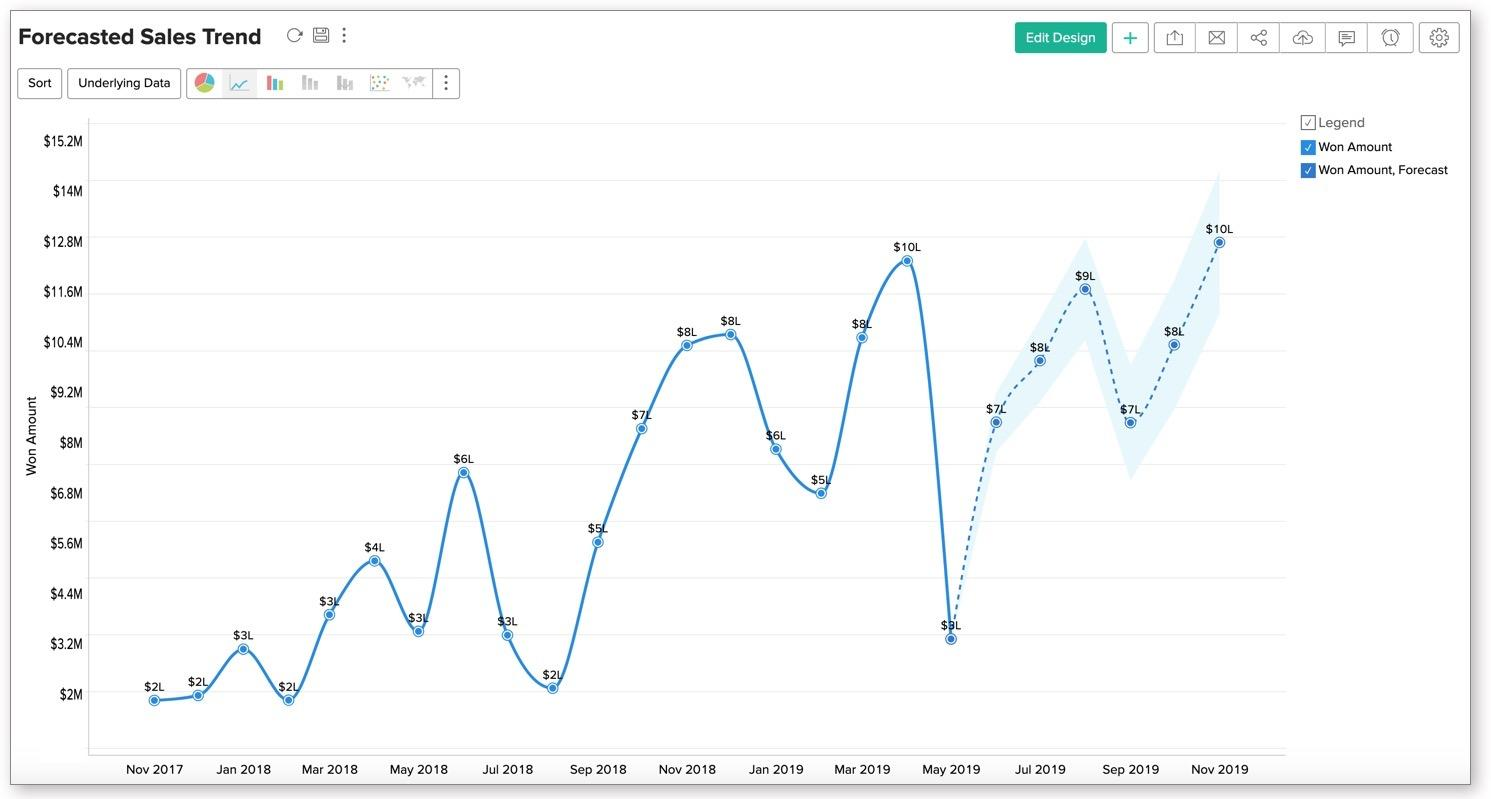 Forecasted Sales Trend
Edit Design
Sort
Underlying Data
Legend
Won Amount
Won Amount, Forecast
$15.2M
$14M
$12.8M
$11.6M
$10.4M
$9.2M
$8M
$6.8M
$5.6M
$4.4M
$3.2M
$2M
Won Amount
$2L
$2L
$3L
$2L
$3L
$4L
$3L
$6L
$3L
$2L
$5L
$7L
$8L
$8L
$6L
$5L
$8L
$10L
$3L
$7L
$8L
$9L
$7L
$8L
$10L
Nov 2017
Jan 2018
Mar 2018
May 2018
Jul 2018
Sep 2018
Nov 2018
Jan 2019
Mar 2019
May 2019
Jul 2019
Sep 2019
Nov 2019